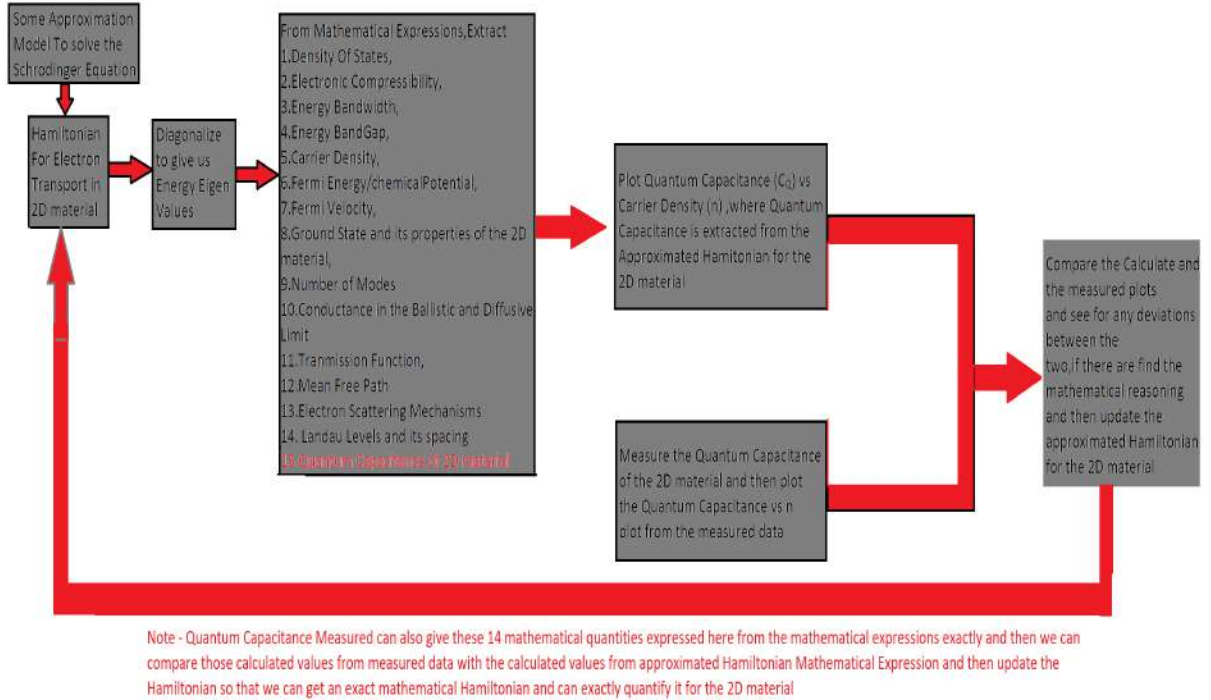 Some Approximation
Model To solve the
Schrodinger Equation
Hamiltonian
For Electron
Transport in
2D material
Diagonalize
to give us
Energy Eigen
Values
From Mathematical Expressions,Extract
1.Density Of States,
2.Electronic Compressibility,
3.Energy Bandwidth,
4.Energy BandGap,
5.Carrier Density,
6.Fermi Energy/chemicalPotential,
7.Fermi Velocity,
8.Ground State and its properties of the 2D
material,
9.Number of Modes
10.Conductance in the Ballistic and Diffusive
Limit
11.Tranmission Function,
12.Mean Free Path
13.Electron Scattering Mechanisms
14. Landau Levels and its spacing
15.Quantum Capacitance of 2D material
Plot Quantum Capacitance (CQ) vs
Carrier Density (n) ,where Quantum
Capacitance is extracted from the
Approximated Hamitonian for the
2D material
Measure the Quantum Capacitance
of the 2D material and then plot
the Quantum Capacitance vs n
plot from the measured data
Compare the Calculate and
the measured plots
and see for any deviations
between the
two,if there are find the
mathematical reasoning
and then update the
approximated Hamiltonian
for the 2D material
Note - Quantum Capacitance Measured can also give these 14 mathematical quantities expressed here from the mathematical expressions exactly and then we can
compare those calculated values from measured data with the calculated values from approximated Hamiltonian Mathematical Expression and then update the
Hamiltonian so that we can get an exact mathematical Hamiltonian and can exactly quantify it for the 2D material